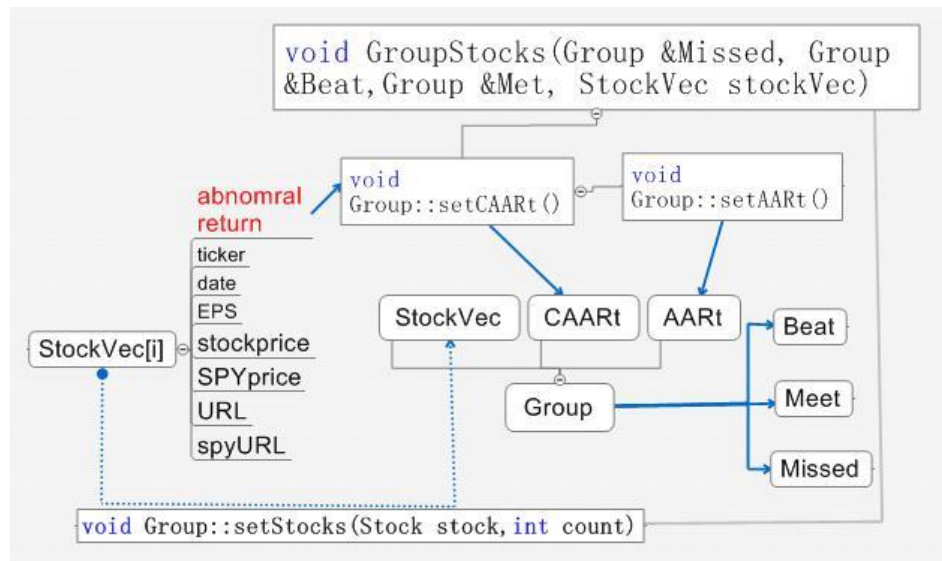 void GroupStocks(Group &Missed, Group
&Beat,Group &Met, StockVec stockVec)
void
Group::setCAARt()
void
Group::setAARt()
abnomral
return
ticker
date
EPS
stockprice
SPYprice
URL
spyURL
StockVec[i]
StockVec
CAARt
AARt
Group
Beat
Meet
Missed
void Group::setStocks(Stock stock,int count)